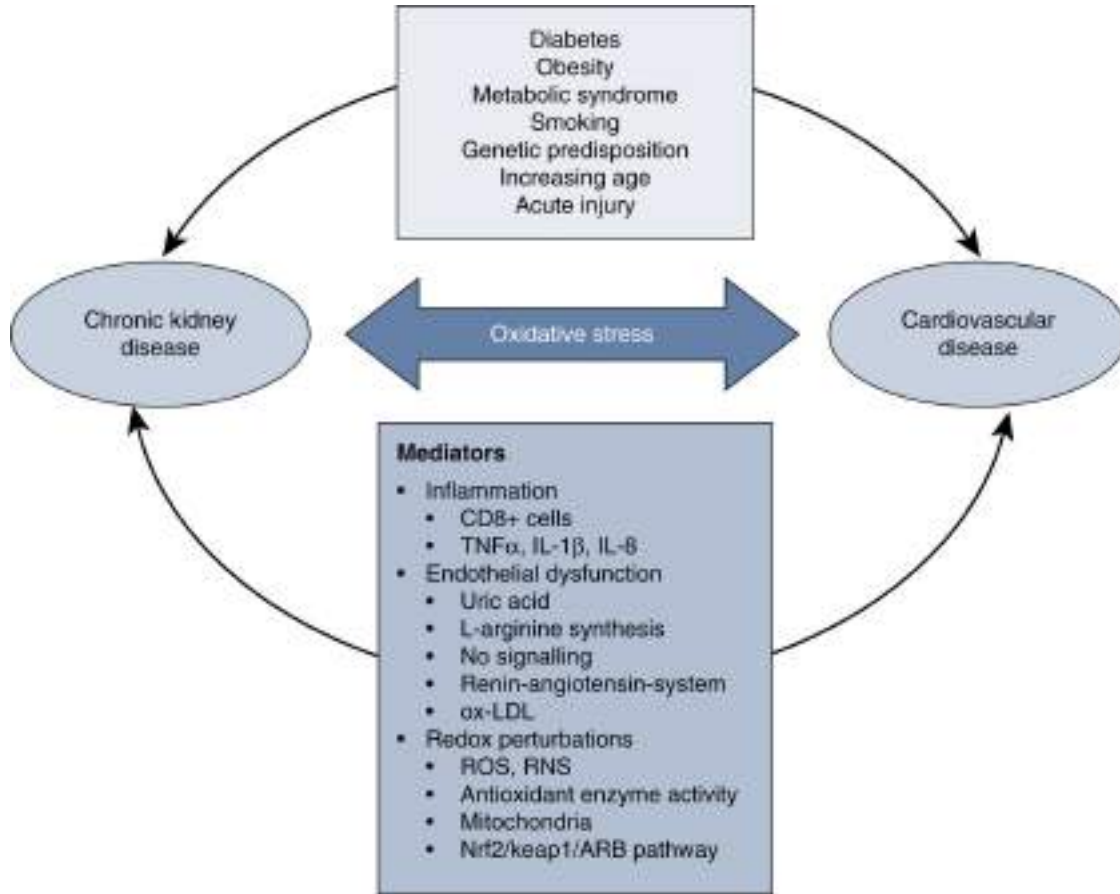 Diabetes
Obesity
Metabolic syndrome
Smoking
Genetic predisposition
Increasing age
Acute injury
Chronic kidney
disease
Oxidative stress
Cardiovascular
disease
Mediators
• Inflammation
• CD8+ cells
• TNFα, IL-1β, IL-8
• Endothelial dysfunction
• Uric acid
• L-arginine synthesis
• No signalling
• Renin-angiotensin-system
• ox-LDL
• Redox perturbations
• ROS, RNS
• Antioxidant enzyme activity
• Mitochondria
• Nrf2/keap1/ARB pathway